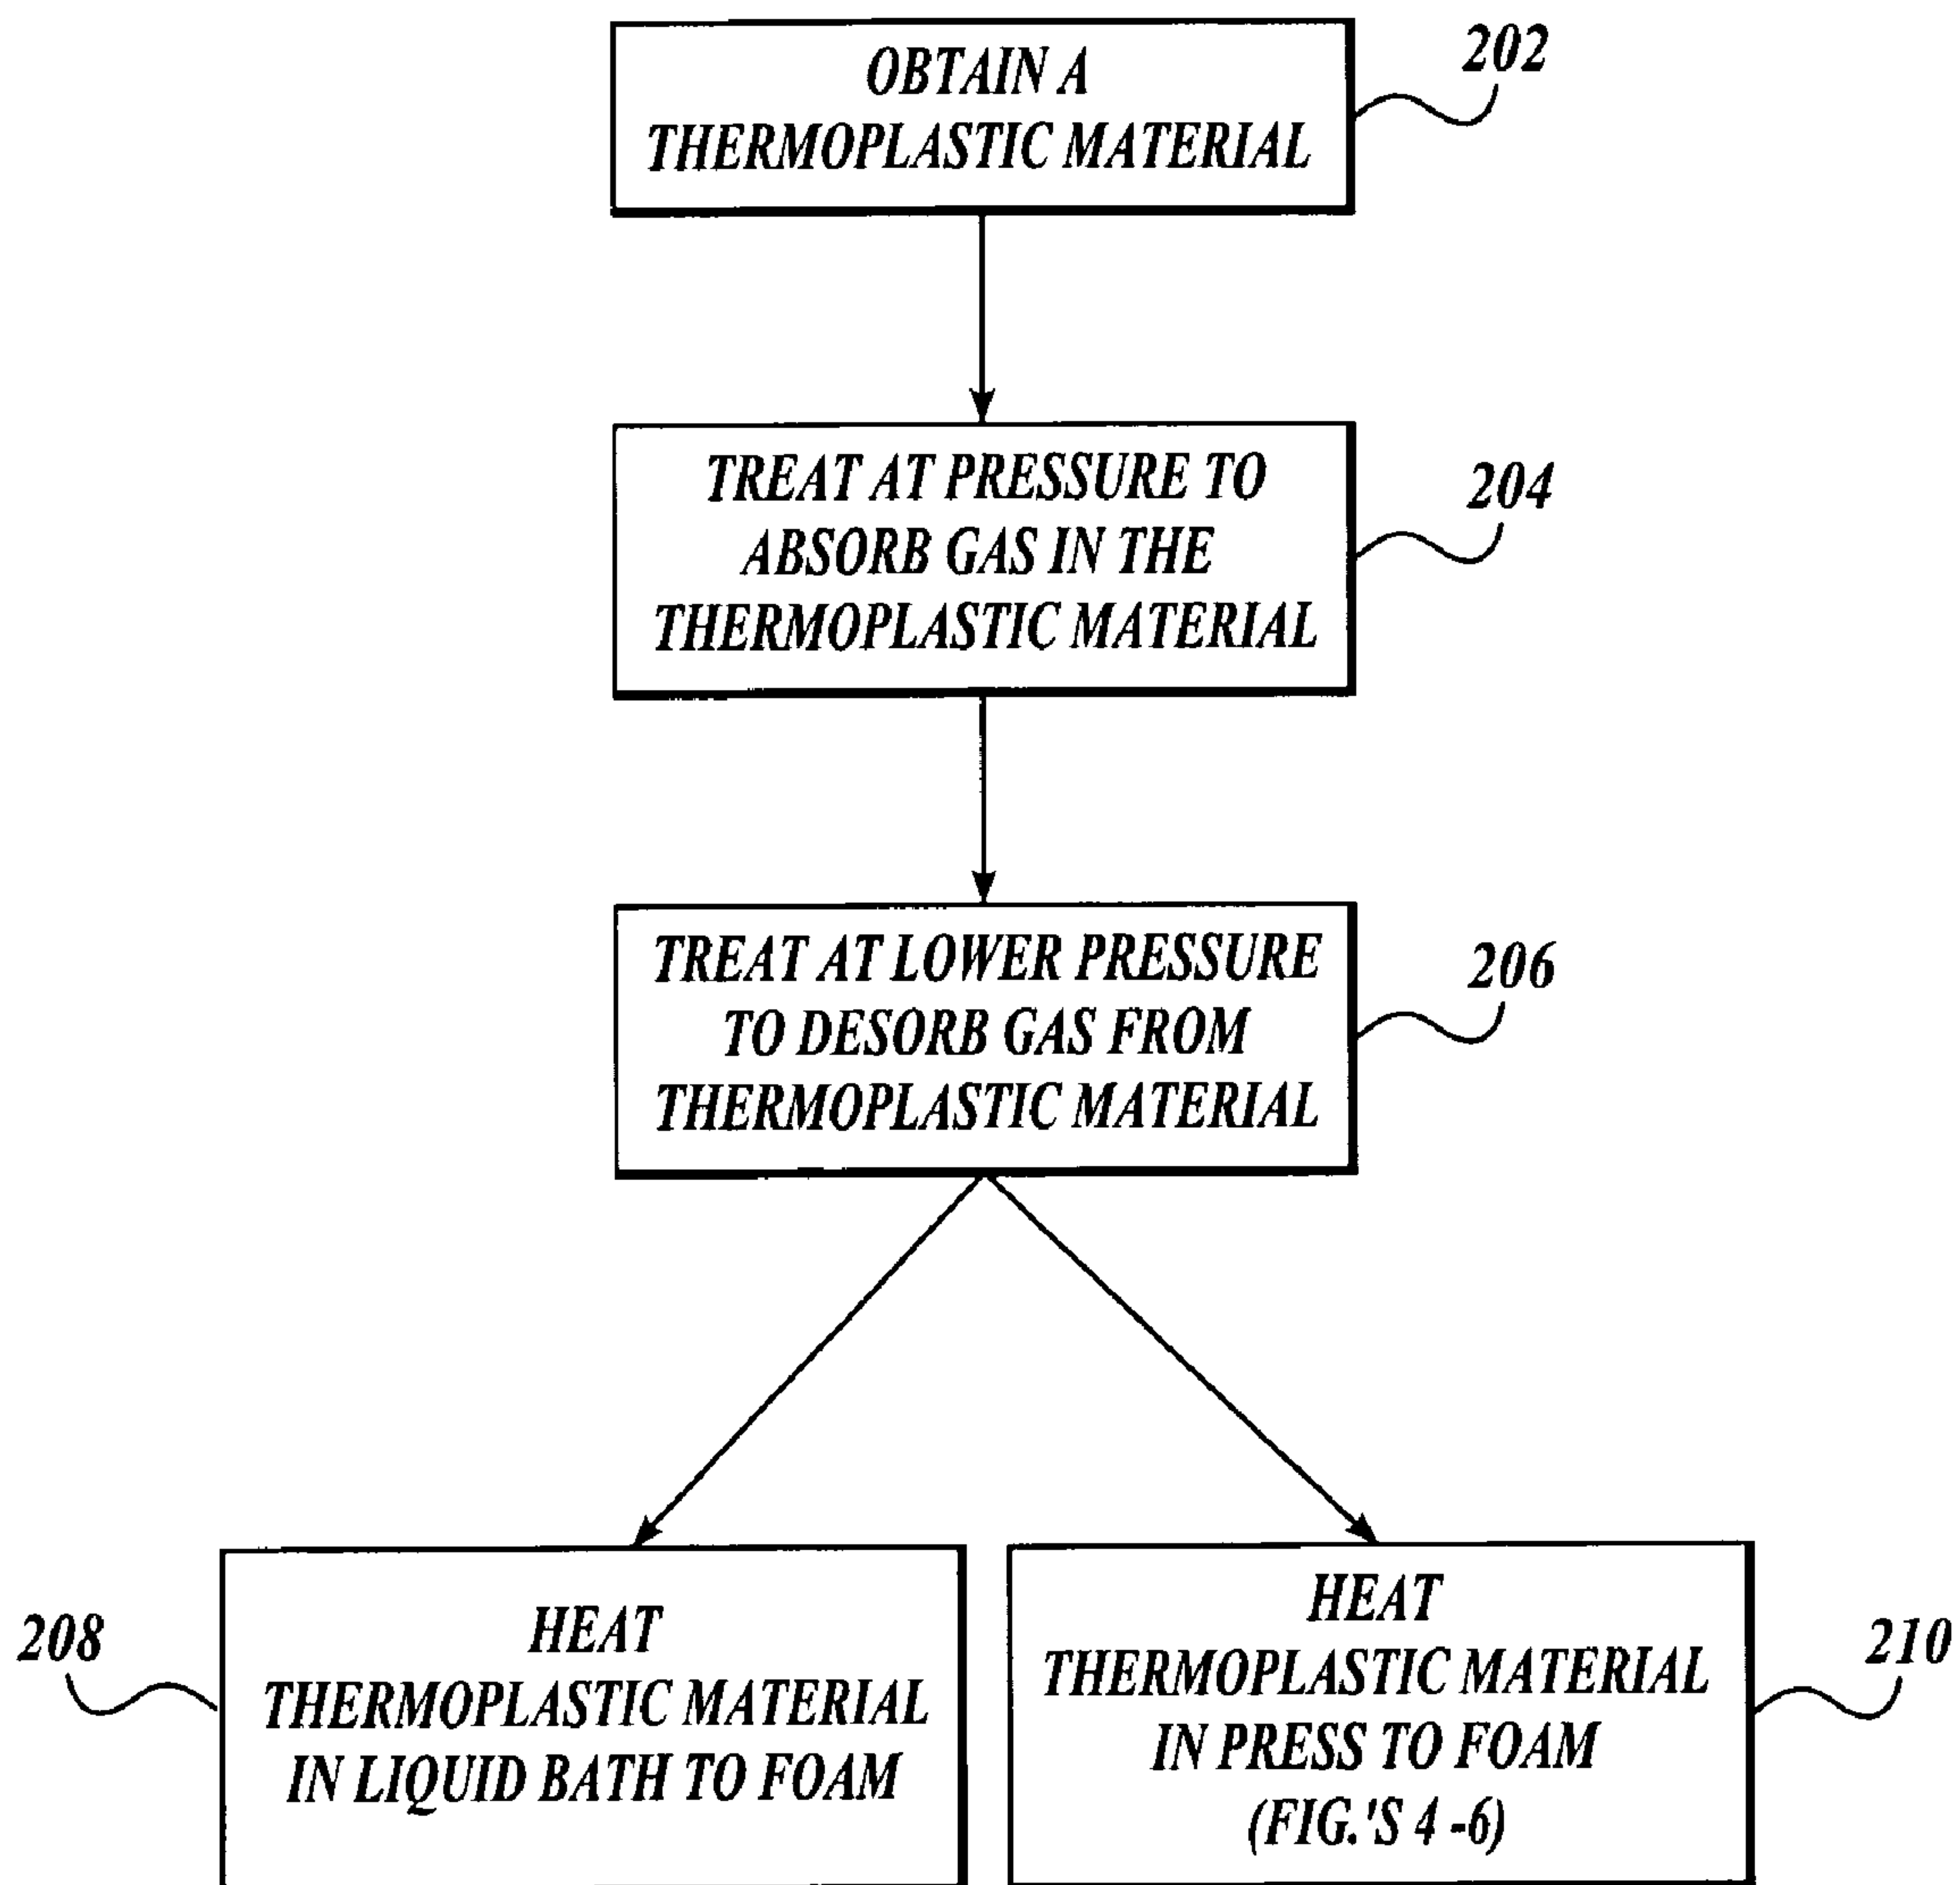 OBTAIN A
THERMOPLASTIC MATERIAL
202
TREAT AT PRESSURE TO
ABSORB GAS IN THE
THERMOPLASTIC MATERIAL
204
TREAT AT LOWER PRESSURE
TO DESORB GAS FROM
THERMOPLASTIC MATERIAL
206
208
HEAT
THERMOPLASTIC MATERIAL
IN LIQUID BATH TO FOAM
HEAT
THERMOPLASTIC MATERIAL
IN PRESS TO FOAM
(FIG.'S 4 -6)
210